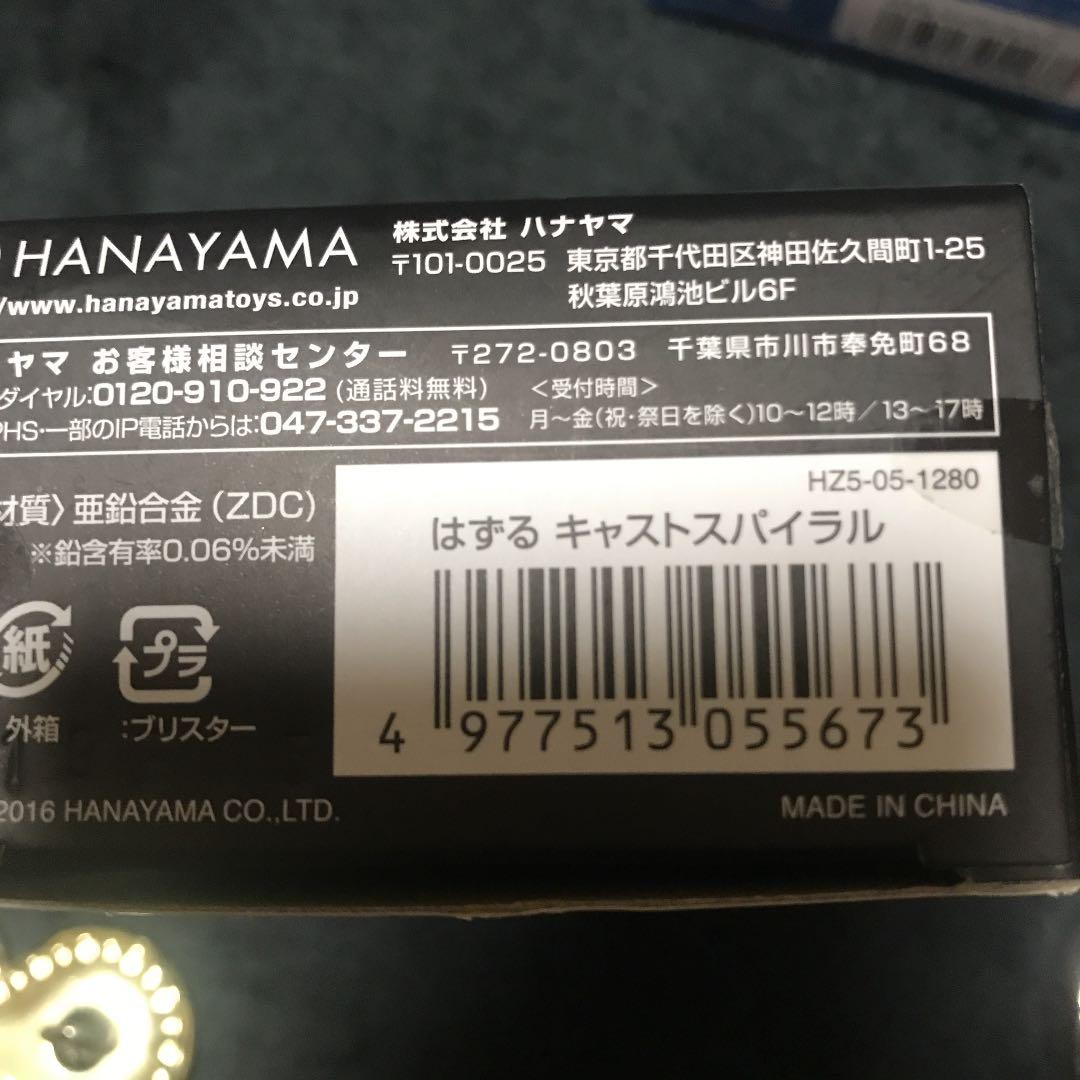 HANAYAMA
/www.hanayamatoys.co.jp
株式会社 ハナヤマ
〒101-0025 東京都千代田区神田佐久間町1-25
秋葉原鴻池ビル6F
ヤマ お客様相談センター 〒272-0803 千葉県市川市奉免町68
ダイヤル:0120-910-922 (通話料無料) <受付時間>
PHS・一部のIP電話からは:047-337-2215 月～金(祝・祭日を除く)10～12時/13～17時
材質〉亜鉛合金(ZDC)
※鉛含有率0.06%未満
紙
外箱
プラ
:ブリスター
HZ5-05-1280
はずる キャストスパイラル
4 977513 055673
2016 HANAYAMA CO.,LTD.
MADE IN CHINA